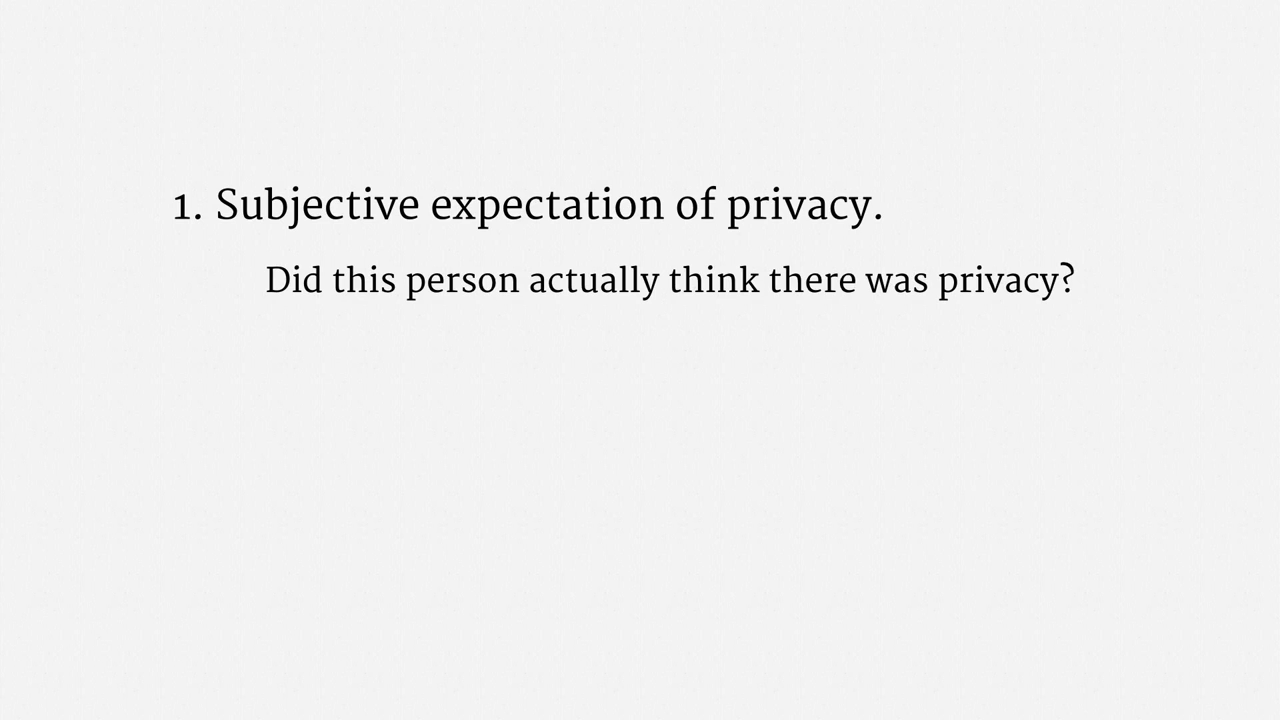 1. Subjective expectation of privacy.
Did this person actually think there was privacy?